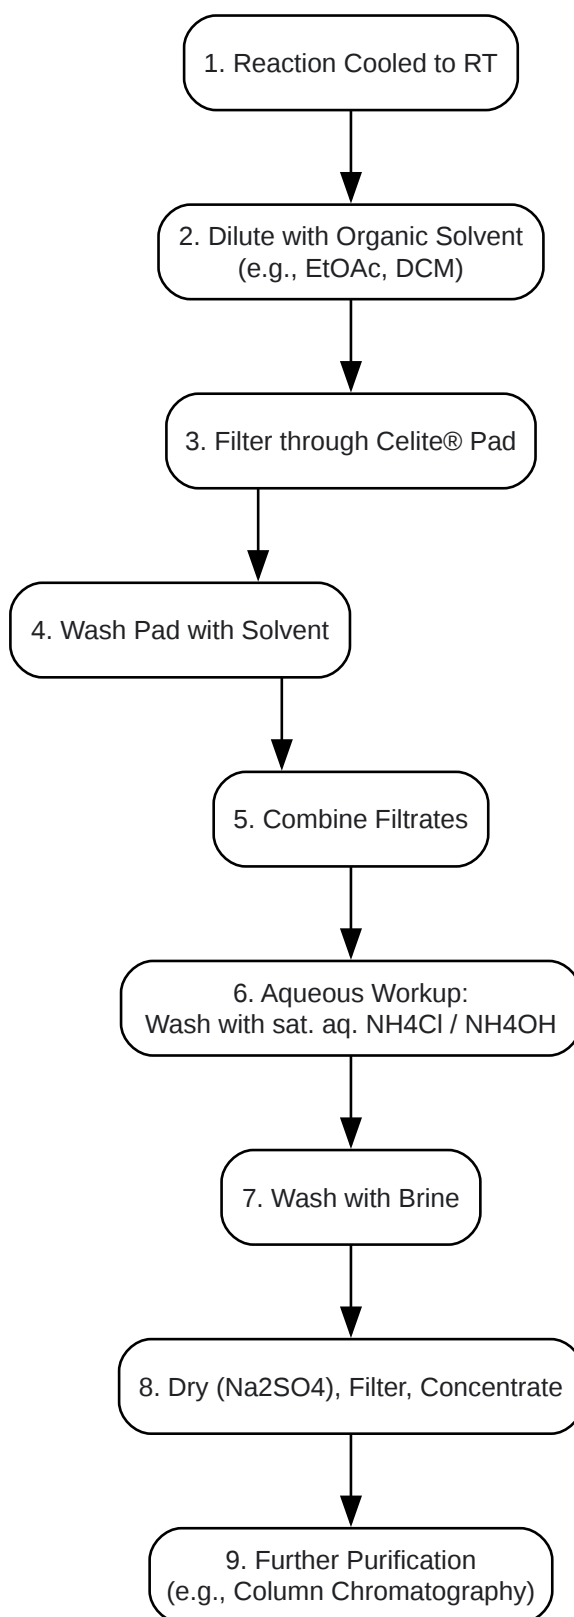 1. Reaction Cooled to RT
2. Dilute with Organic Solvent
(e.g., EtOAc, DCM)
3. Filter through Celite® Pad
4. Wash Pad with Solvent
5. Combine Filtrates
6. Aqueous Workup:
Wash with sat. aq. NH4Cl / NH4OH
7. Wash with Brine
8. Dry (Na2SO4), Filter, Concentrate
9. Further Purification
(e.g., Column Chromatography)